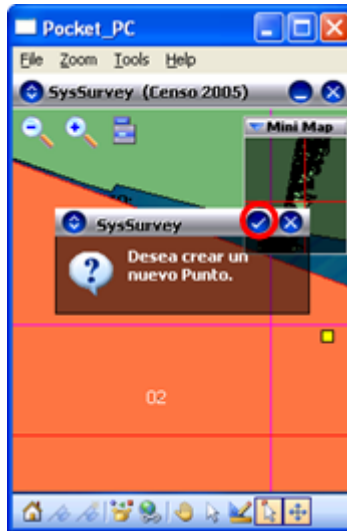 Pocket_PC
File Zoom Tools Help
SysSurvey (Censo 2005)
Mini Map
SysSurvey
Desea crear un
nuevo Punto.
02